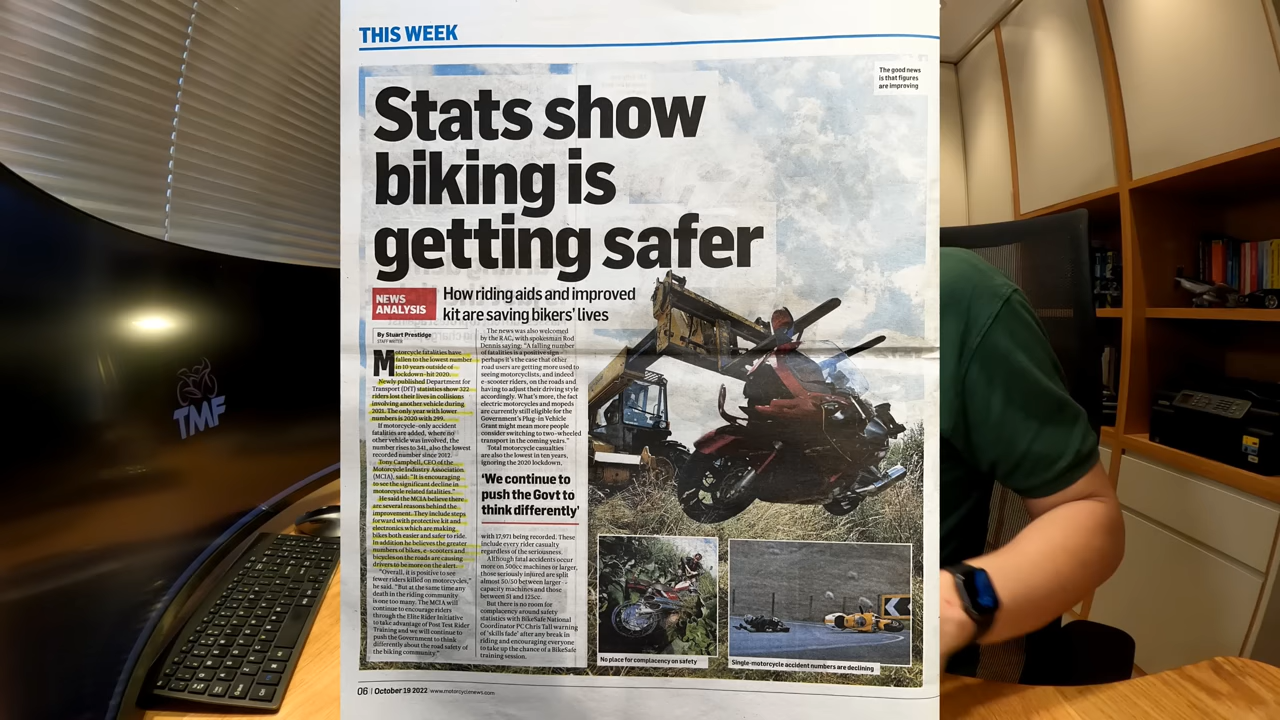 THIS WEEK
The good news
is that figures
are improving
Stats show
biking is
getting safer
NEWS
ANALYSIS
How riding aids and improved
kit are saving bikers' lives
By Stuart Prestidge
STAFF WRITER
Motorcycle fatalities have
fallen to the lowest number
in 10 years outside of
lockdown-hit 2020.
Newly published Department for
Transport (DfT) statistics show 322
riders lost their lives in collisions
involving another vehicle during
2021. The only year with lower
numbers is 2020 with 299.
If motorcycle-only accident
fatalities are added, where no
other vehicle was involved, the
number rises to 341, also the lowest
recorded number since 2012.
Tony Campbell, CEO of the
Motorcycle Industry Association
(MCIA), said: "It is encouraging
to see the significant decline in
motorcycle related fatalities."
He said the MCIA believe there
are several reasons behind the
improvement. They include steps
forward with protective kit and
electronics which are making
bikes both easier and safer to ride.
In addition he believes the greater
numbers of bikes, e-scooters and
bicycles on the roads are causing
drivers to be more on the alert.
"Overall, it is positive to see
fewer riders killed on motorcycles,"
he said. "But at the same time any
death in the riding community
is one too many. The MCIA will
continue to encourage riders
through the Elite Rider Initiative
to take advantage of Post Test Rider
Training and we will continue to
push the Government to think
differently about the road safety of
the biking community."
The news was also welcomed
by the RAC, with spokesman Rod
Dennis saying: "A falling number
of fatalities is a positive sign –
perhaps it's the case that other
road users are getting more used to
seeing motorcyclists, and indeed
e-scooter riders, on the roads and
having to adjust their driving style
accordingly. What's more, the fact
electric motorcycles and mopeds
are currently still eligible for the
Government's Plug-in Vehicle
Grant might mean more people
consider switching to two-wheeled
transport in the coming years."
Total motorcycle casualties
are also the lowest in ten years,
ignoring the 2020 lockdown,
'We continue to
push the Govt to
think differently'
with 17,971 being recorded. These
include every rider casualty
regardless of the seriousness.
Although fatal accidents occur
more on 500cc machines or larger,
those seriously injured are split
almost 50/50 between larger-
capacity machines and those
between 51 and 125cc.
But there is no room for
complacency around safety
statistics with BikeSafe National
Coordinator PC Chris Tall warning
of 'skills fade' after any break in
riding and encouraging everyone
to take up the chance of a BikeSafe
training session.
No place for complacency on safety
Single-motorcycle accident numbers are declining
06 | October 19 2022 www.motorcyclenews.com
TMF